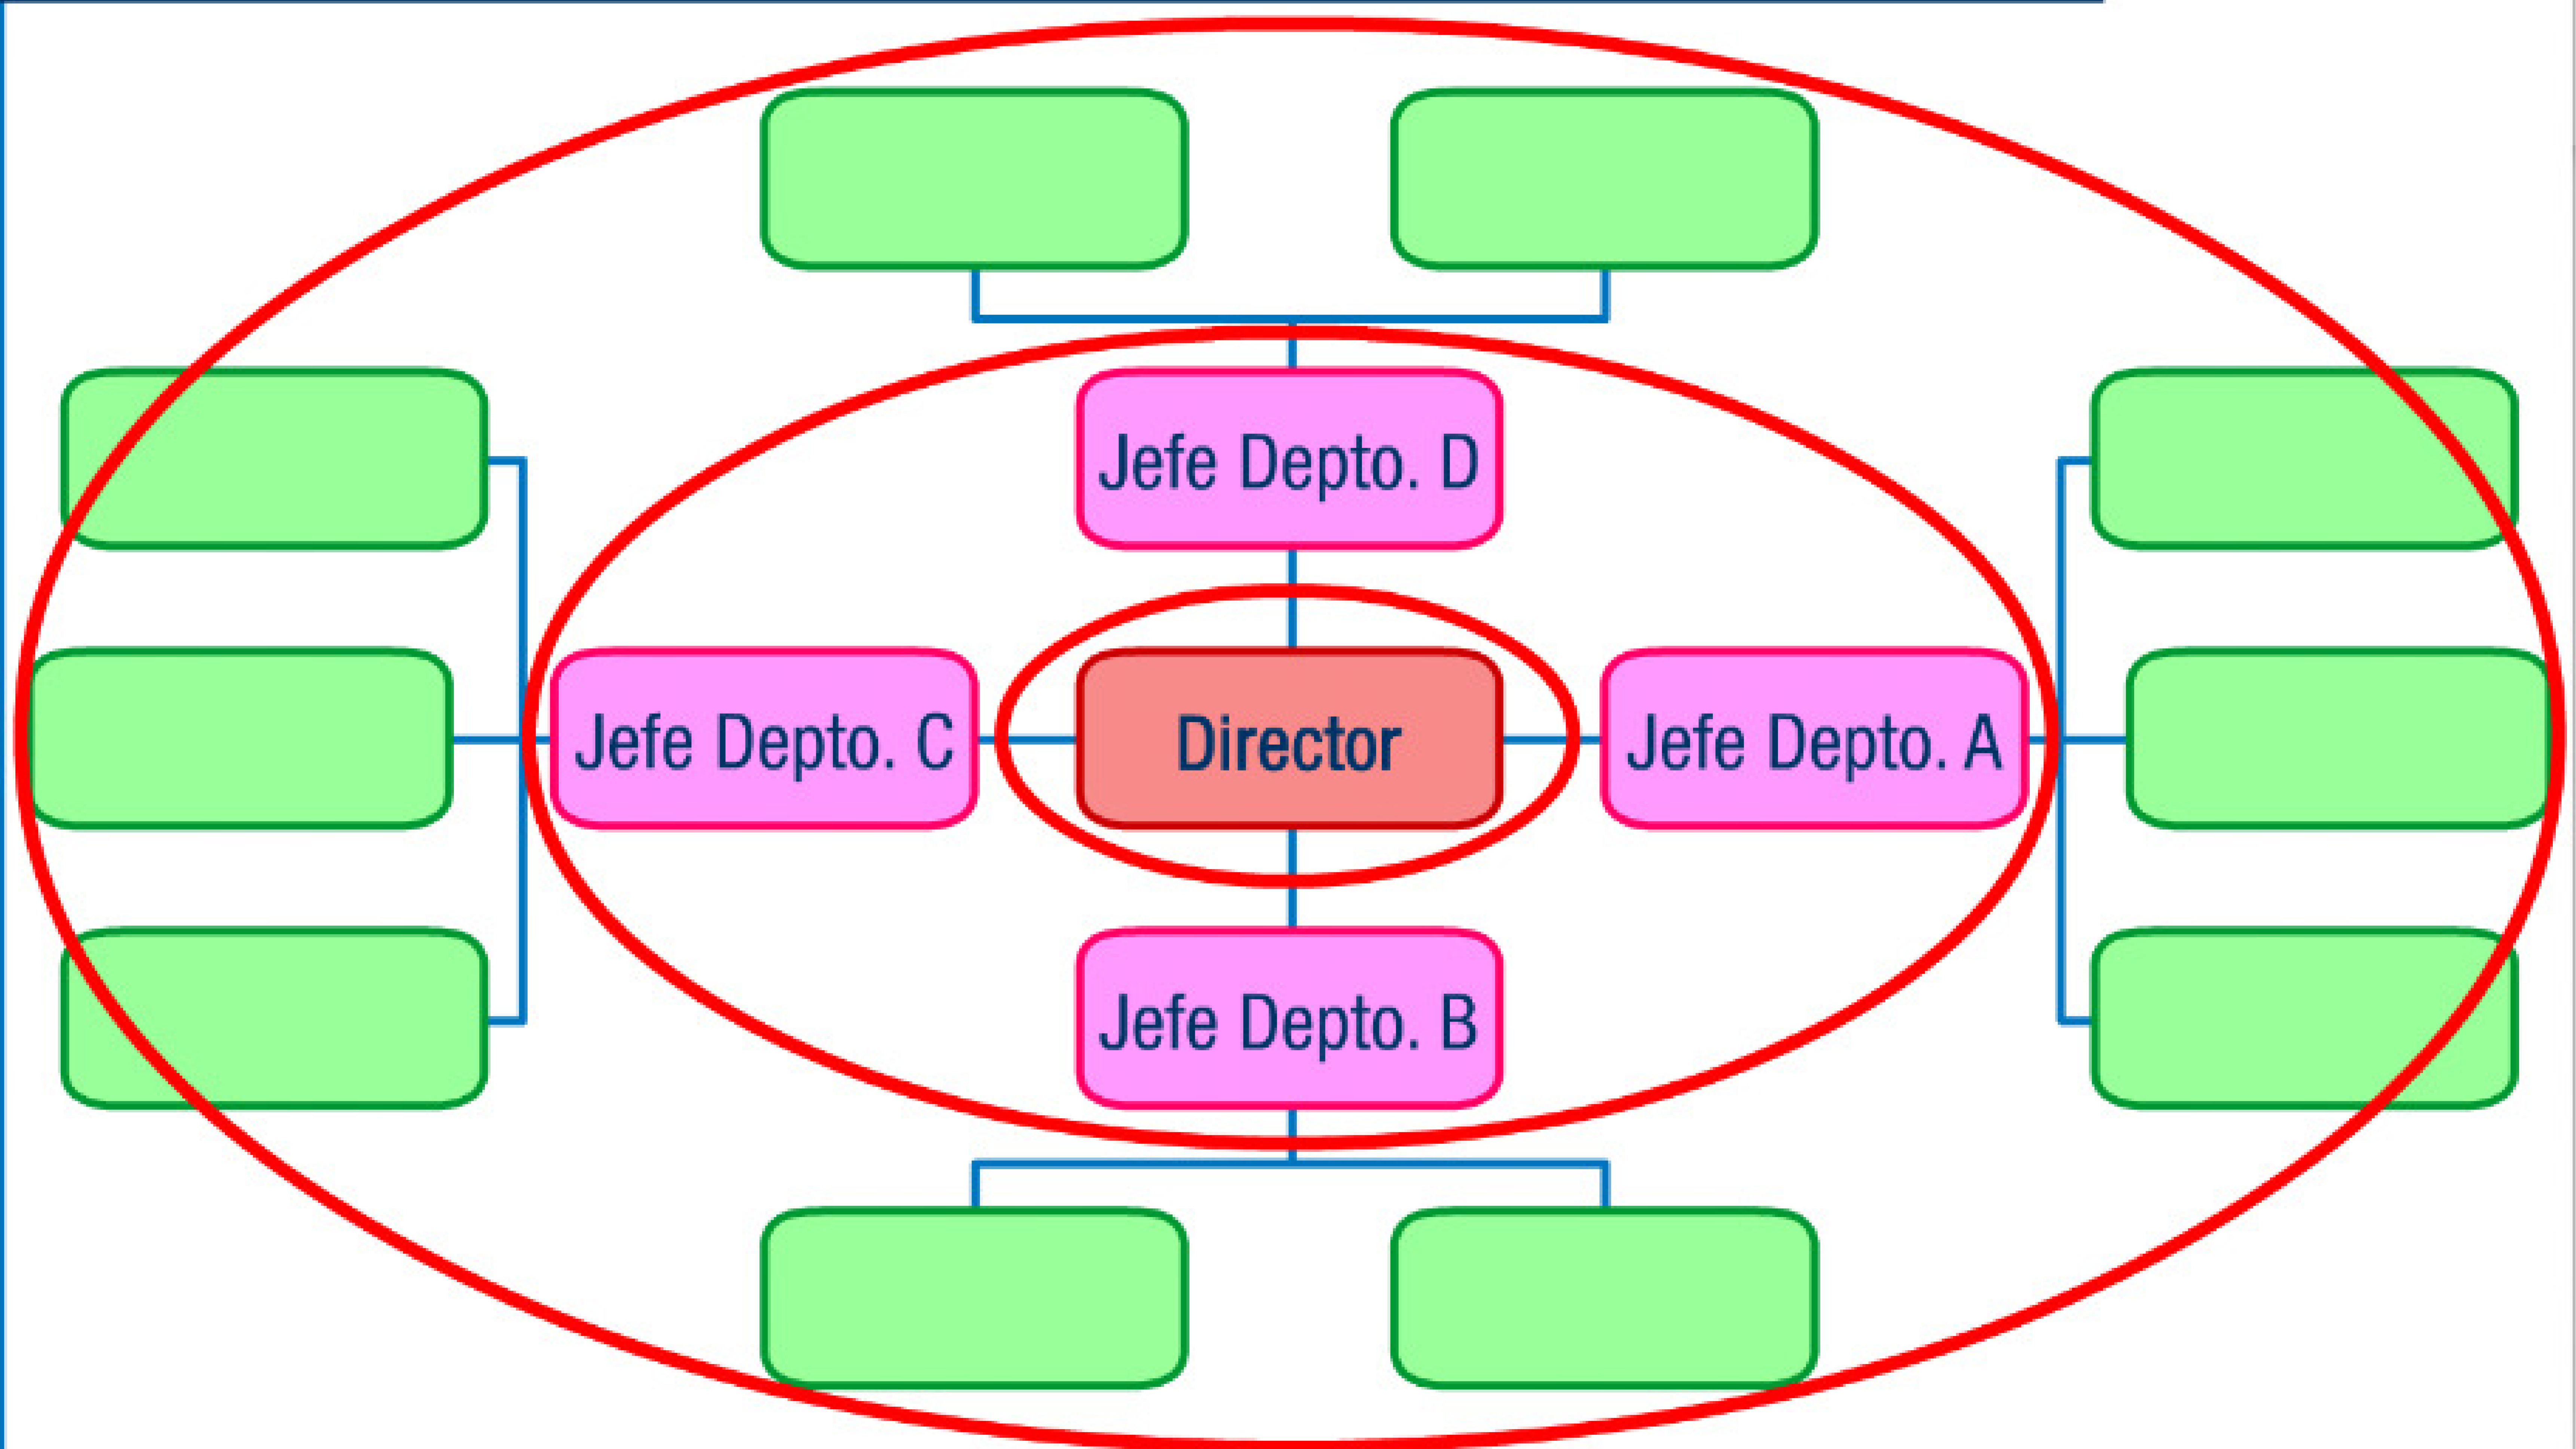 Jefe Depto. D
Jefe Depto. C
Director
Jefe Depto. A
Jefe Depto. B